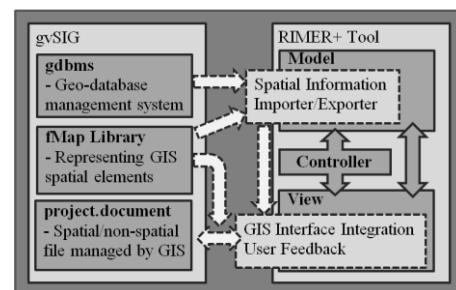 gvSIG
gdbms
- Geo-database
management system
fMap Library
- Representing GIS
spatial elements
project.document
- Spatial/non-spatial
file managed by GIS
RIMER+ Tool
Model
Spatial Information
Importer/Exporter
Controller
View
GIS Interface Integration
User Feedback